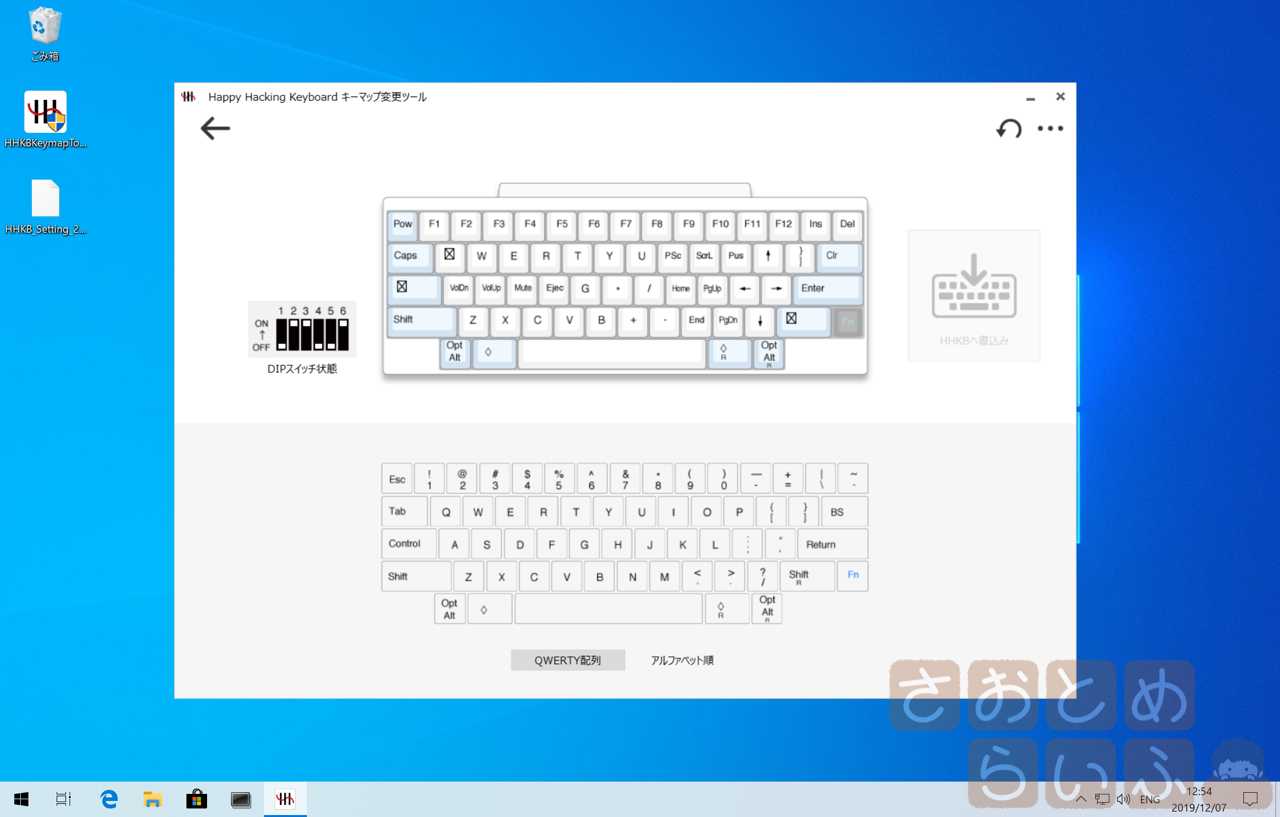 ごみ箱
HHKBKeymapTo...
HHKB_Setting_2...
Happy Hacking Keyboard キーマップ変更ツール
Pow F1 F2 F3 F4 F5 F6 F7 F8 F9 F10 F11 F12 Ins Del
Caps W E R T Y U PSc ScrL Pus ↑ } ] Clr
VolDn VolUp Mute Ejec G * / Home PgUp ← → Enter
Shift Z X C V B + - End PgDn ↓ Fn
Opt Alt ◊ ◊ R Opt Alt R
1 2 3 4 5 6
ON
↑
OFF
DIPスイッチ状態
HHKBへ書込み
Esc ! 1 @ 2 # 3 $ 4 % 5 ^ 6 & 7 * 8 ( 9 ) 0 — - + = | \ ~ `
Tab Q W E R T Y U I O P { [ } ] BS
Control A S D F G H J K L : ; " ' Return
Shift Z X C V B N M < , > . ? / Shift R Fn
Opt Alt ◊ ◊ R Opt Alt R
QWERTY配列 アルファベット順
さおとめ
らいふ
ENG
12:54
2019/12/07